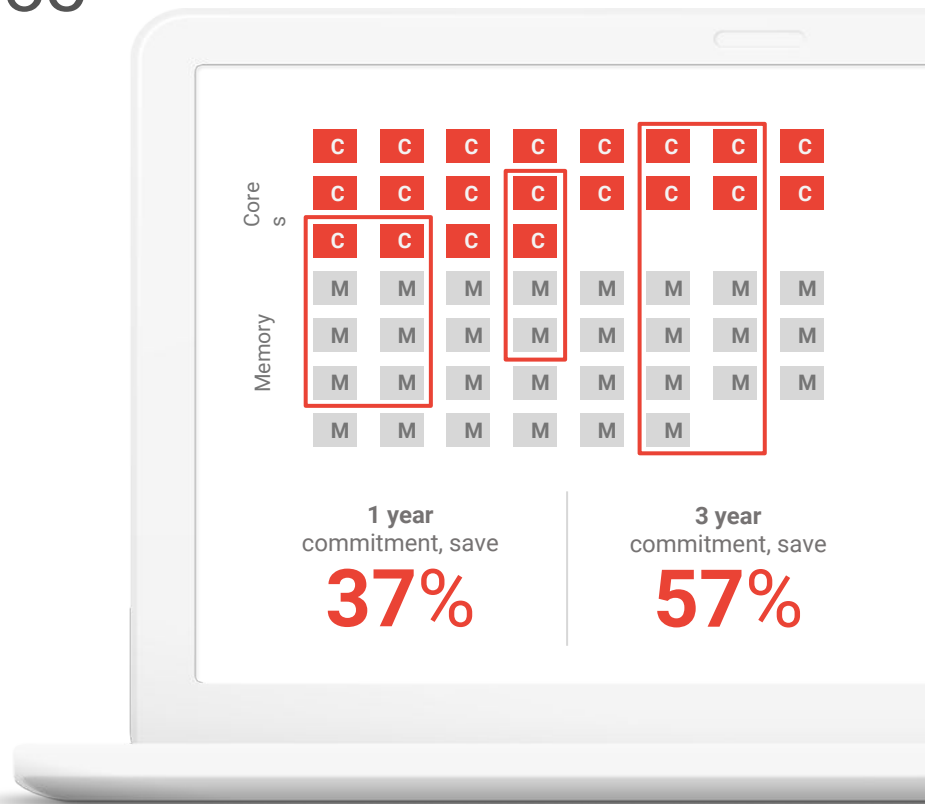 C C C C C C C C
Core
s
C C C C C C C C
C C C C
M M M M M M M M
Memory
M M M M M M M M
M M M M M M M M
M M M M M M
1 year
commitment, save
37%
3 year
commitment, save
57%